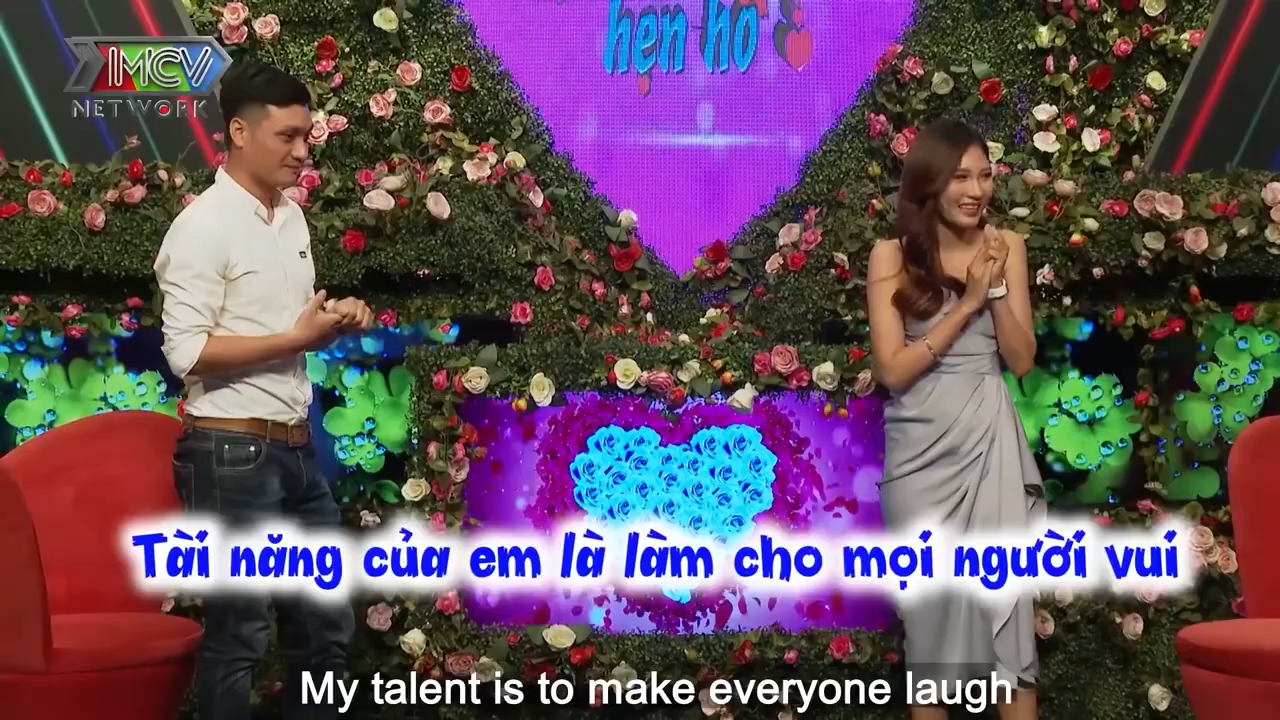 hẹn hò
MCV
NETWORK
Tài năng của em là làm cho mọi người vui
My talent is to make everyone laugh